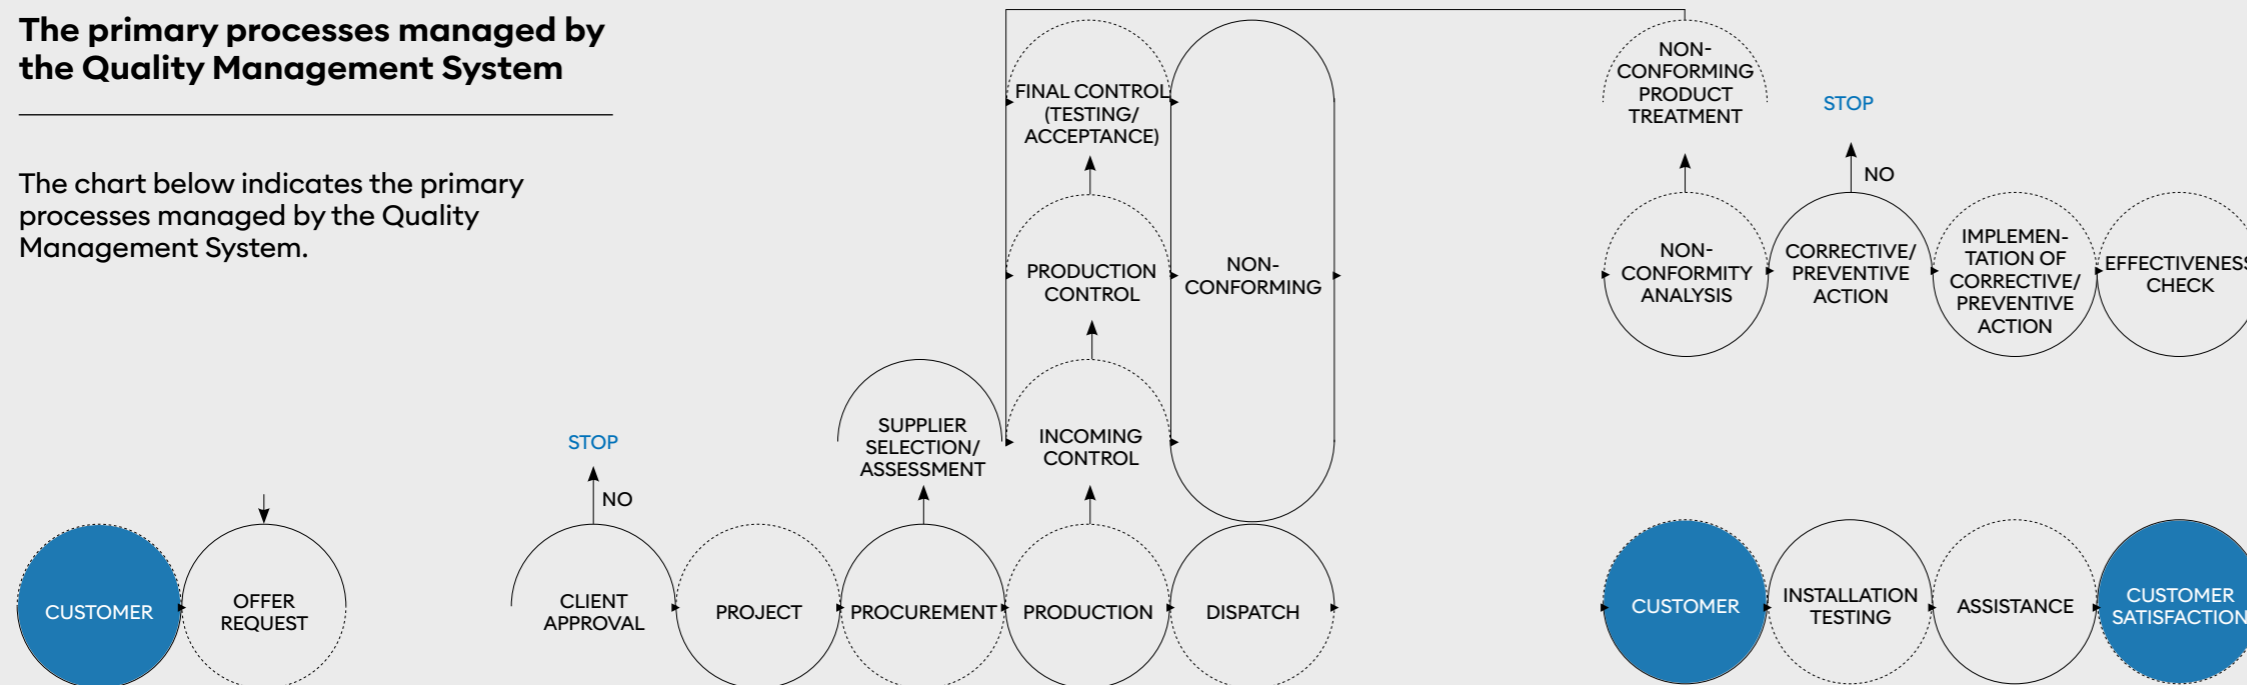 The primary processes managed by
the Quality Management System
The chart below indicates the primary
processes managed by the Quality
Management System.
FINAL CONTROL
(TESTING/
ACCEPTANCE)
PRODUCTION
CONTROL
NON-
CONFORMING
SUPPLIER
SELECTION/
ASSESSMENT
INCOMING
CONTROL
STOP
NO
CUSTOMER
OFFER
REQUEST
CLIENT
APPROVAL
PROJECT
PROCUREMENT
PRODUCTION
DISPATCH
NON-
CONFORMING
PRODUCT
TREATMENT
STOP
NO
NON-
CONFORMITY
ANALYSIS
CORRECTIVE/
PREVENTIVE
ACTION
IMPLEMEN-
TATION OF
CORRECTIVE/
PREVENTIVE
ACTION
EFFECTIVENESS
CHECK
CUSTOMER
INSTALLATION
TESTING
ASSISTANCE
CUSTOMER
SATISFACTION